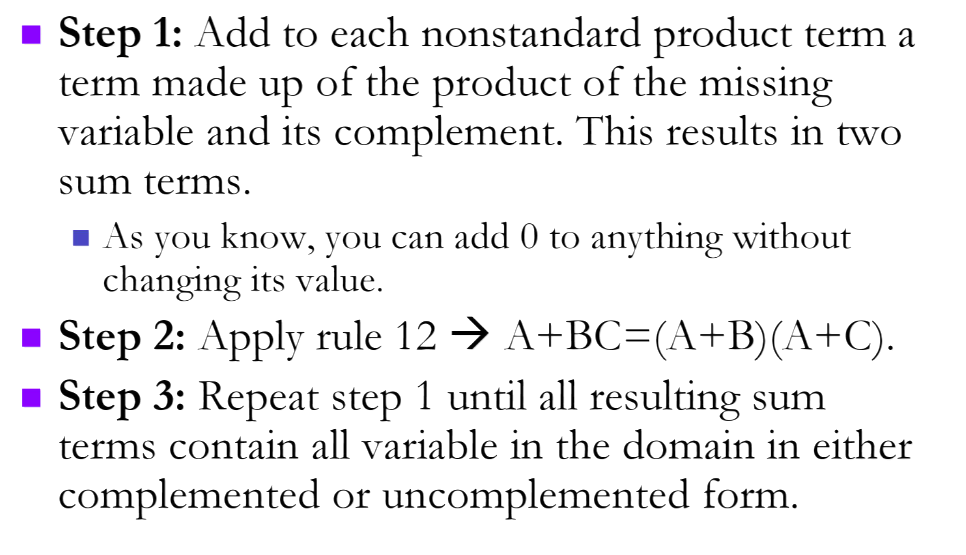 Step 1: Add to each nonstandard product term a
term made up of the product of the missing
variable and its complement. This results in two
sum terms.
As you know, you can add 0 to anything without
changing its value.
Step 2: Apply rule 12 → A+BC=(A+B)(A+C).
Step 3: Repeat step 1 until all resulting sum
terms contain all variable in the domain in either
complemented or uncomplemented form.